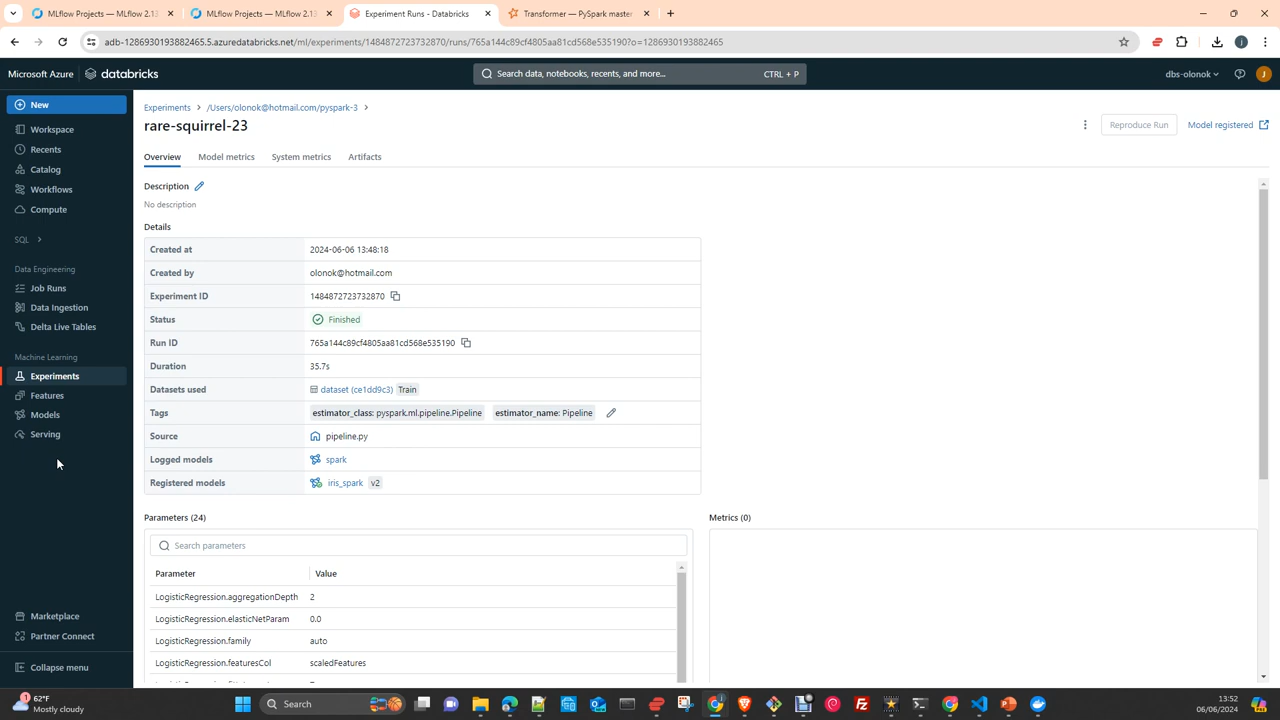 MLflow Projects — MLflow 2.13
MLflow Projects — MLflow 2.13
Experiment Runs - Databricks
Transformer — PySpark master
adb-1286930193882465.5.azuredatabricks.net/ml/experiments/1484872723732870/runs/765a144c89cf4805aa81cd568e535190?o=1286930193882465
Microsoft Azure
databricks
Search data, notebooks, recents, and more...
CTRL + P
dbs-olonok
J
New
Workspace
Recents
Catalog
Workflows
Compute
SQL
Data Engineering
Job Runs
Data Ingestion
Delta Live Tables
Machine Learning
Experiments
Features
Models
Serving
Marketplace
Partner Connect
Collapse menu
Experiments > /Users/olonok@hotmail.com/pyspark-3 >
rare-squirrel-23
Reproduce Run
Model registered
Overview Model metrics System metrics Artifacts
Description
No description
Details
Created at 2024-06-06 13:48:18
Created by olonok@hotmail.com
Experiment ID 1484872723732870
Status Finished
Run ID 765a144c89cf4805aa81cd568e535190
Duration 35.7s
Datasets used dataset (ce1dd9c3) Train
Tags estimator_class: pyspark.ml.pipeline.Pipeline estimator_name: Pipeline
Source pipeline.py
Logged models spark
Registered models iris_spark v2
Parameters (24)
Search parameters
Parameter Value
LogisticRegression.aggregationDepth 2
LogisticRegression.elasticNetParam 0.0
LogisticRegression.family auto
LogisticRegression.featuresCol scaledFeatures
Metrics (0)
1
62°F
Mostly cloudy
Search
13:52
06/06/2024